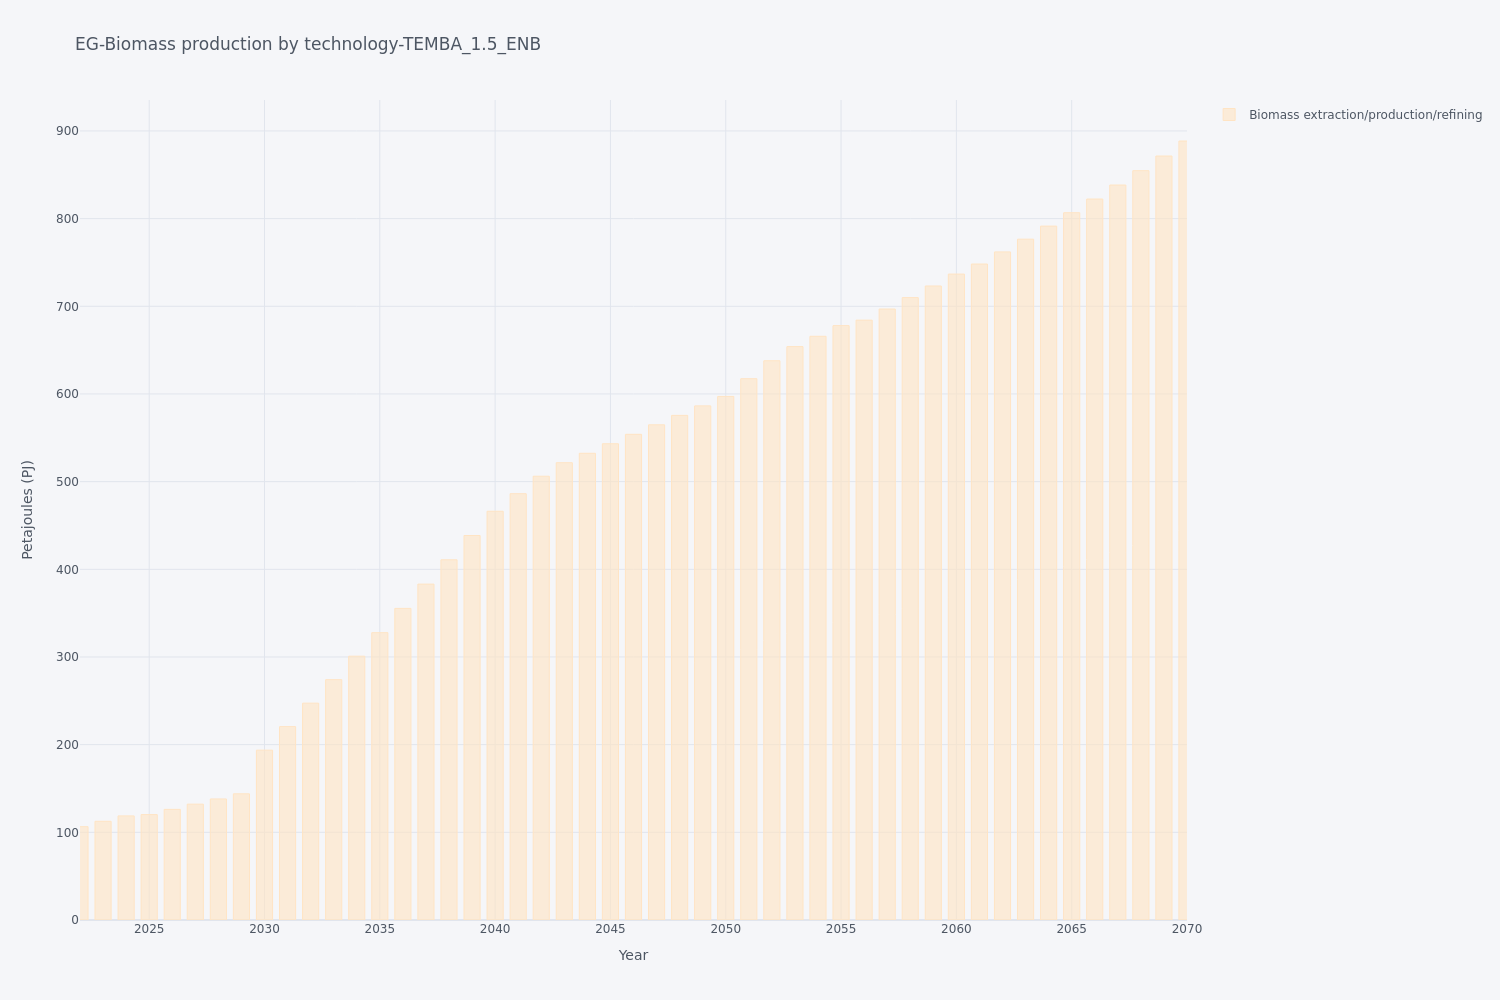 EG-Biomass production by technology-TEMBA_1.5_ENB
Biomass extraction/production/refining
900
800
700
600
500
400
300
200
100
0
Petajoules (PJ)
2025 2030 2035 2040 2045 2050 2055 2060 2065 2070
Year